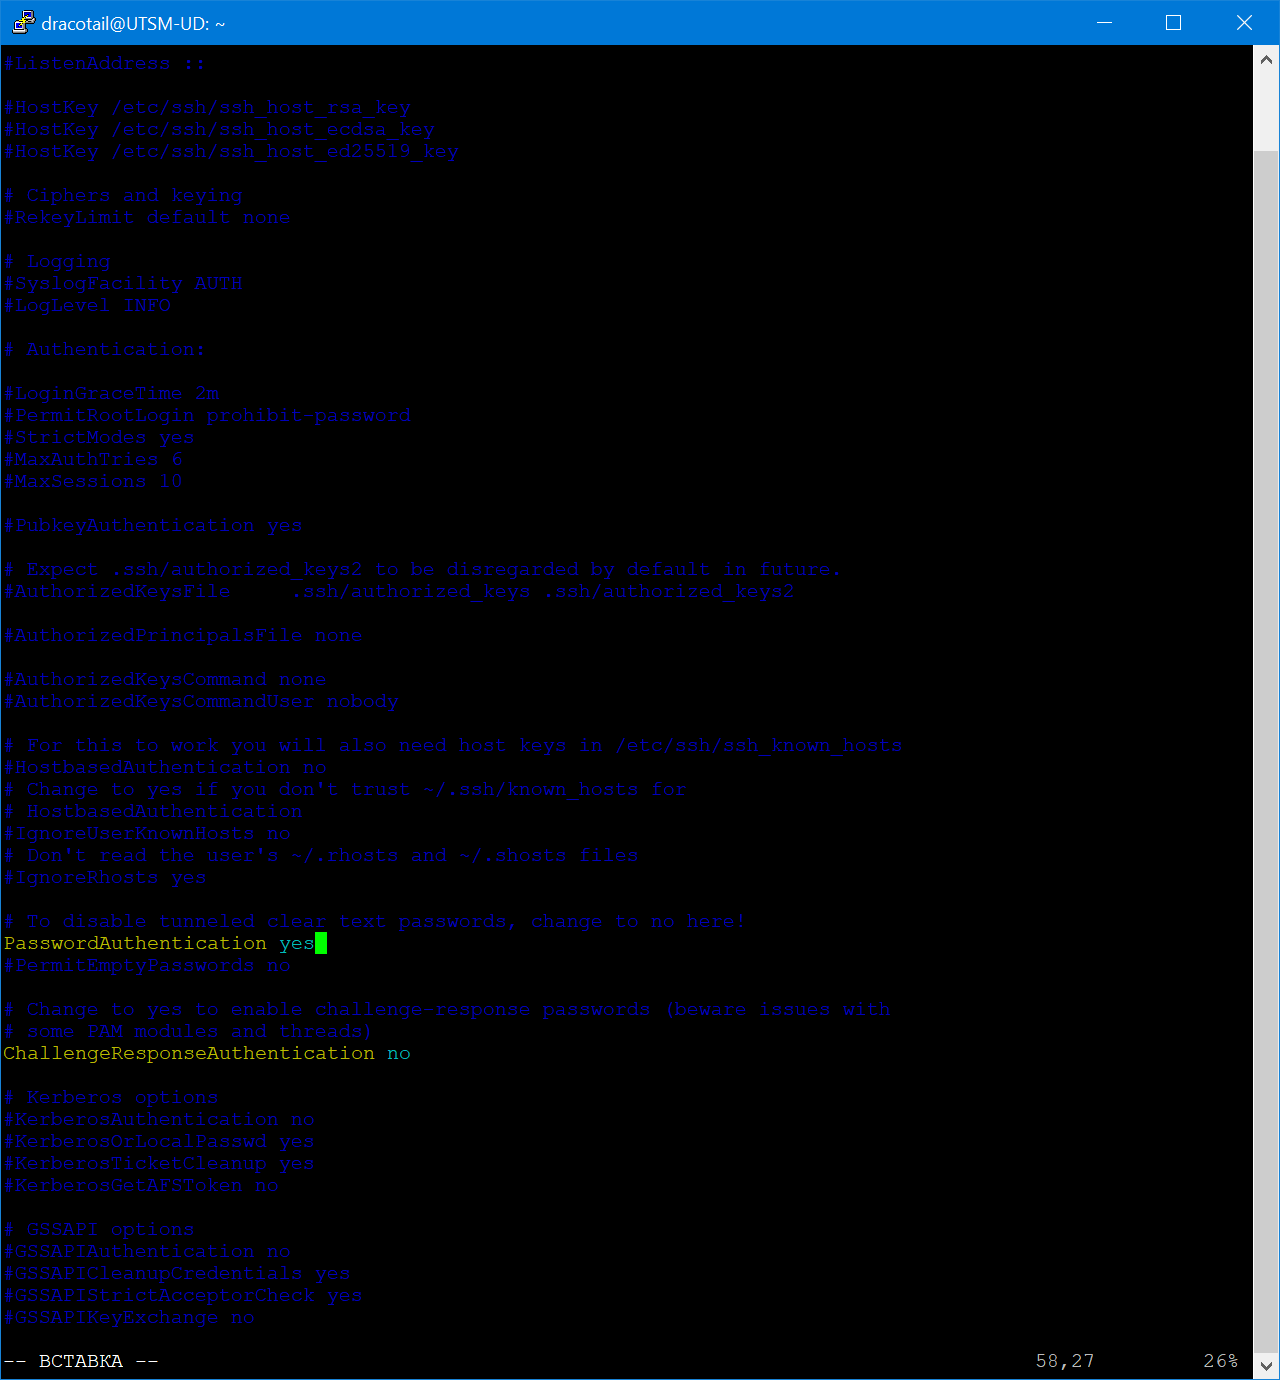 dracotail@UTSM-UD: ~
#ListenAddress ::
#HostKey /etc/ssh/ssh_host_rsa_key
#HostKey /etc/ssh/ssh_host_ecdsa_key
#HostKey /etc/ssh/ssh_host_ed25519_key
# Ciphers and keying
#RekeyLimit default none
# Logging
#SyslogFacility AUTH
#LogLevel INFO
# Authentication:
#LoginGraceTime 2m
#PermitRootLogin prohibit-password
#StrictModes yes
#MaxAuthTries 6
#MaxSessions 10
#PubkeyAuthentication yes
# Expect .ssh/authorized_keys2 to be disregarded by default in future.
#AuthorizedKeysFile     .ssh/authorized_keys .ssh/authorized_keys2
#AuthorizedPrincipalsFile none
#AuthorizedKeysCommand none
#AuthorizedKeysCommandUser nobody
# For this to work you will also need host keys in /etc/ssh/ssh_known_hosts
#HostbasedAuthentication no
# Change to yes if you don't trust ~/.ssh/known_hosts for
# HostbasedAuthentication
#IgnoreUserKnownHosts no
# Don't read the user's ~/.rhosts and ~/.shosts files
#IgnoreRhosts yes
# To disable tunneled clear text passwords, change to no here!
PasswordAuthentication yes
#PermitEmptyPasswords no
# Change to yes to enable challenge-response passwords (beware issues with
# some PAM modules and threads)
ChallengeResponseAuthentication no
# Kerberos options
#KerberosAuthentication no
#KerberosOrLocalPasswd yes
#KerberosTicketCleanup yes
#KerberosGetAFSToken no
# GSSAPI options
#GSSAPIAuthentication no
#GSSAPICleanupCredentials yes
#GSSAPIStrictAcceptorCheck yes
#GSSAPIKeyExchange no
-- ВСТАВКА -- 58,27 26%